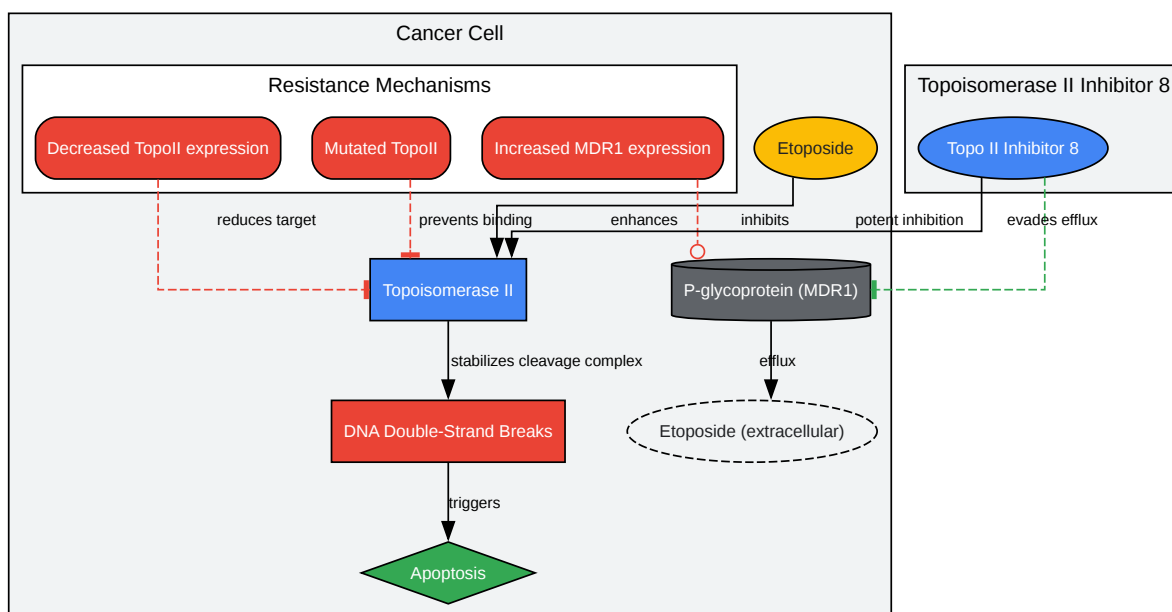 Cancer Cell
Resistance Mechanisms
Topoisomerase II Inhibitor 8
Decreased TopoII expression
Mutated TopoII
Increased MDR1 expression
Etoposide
Topo II Inhibitor 8
reduces target
prevents binding
enhances
inhibits
potent inhibition
evades efflux
Topoisomerase II
P-glycoprotein (MDR1)
stabilizes cleavage complex
efflux
DNA Double-Strand Breaks
Etoposide (extracellular)
triggers
Apoptosis